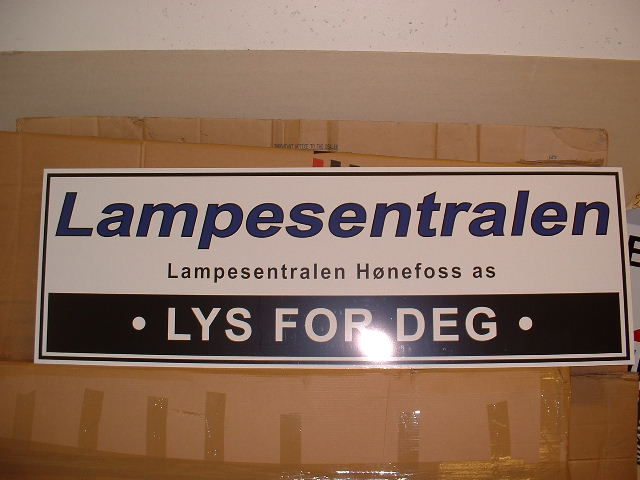 Lampesentralen
Lampesentralen Hønefoss as
• LYS FOR DEG •